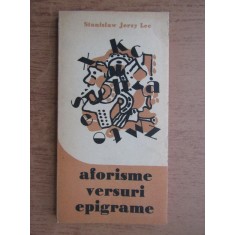 Stanislaw Jerzy Lec
aforisme
versuri
epigrame